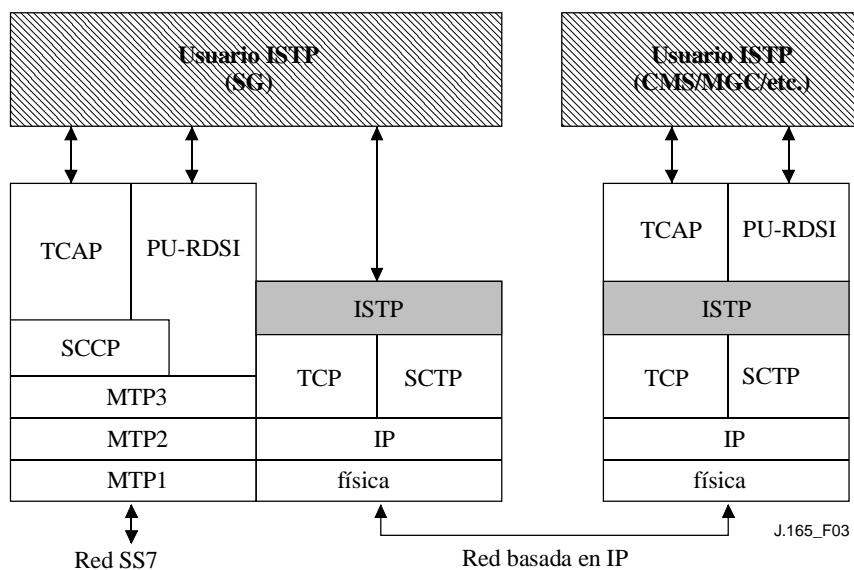 Usuario ISTP
(SG)
Usuario ISTP
(CMS/MGC/etc.)
TCAP
PU-RDSI
SCCP
MTP3
MTP2
MTP1
ISTP
TCP
SCTP
IP
física
TCAP
PU-RDSI
ISTP
TCP
SCTP
IP
física
Red SS7
Red basada en IP
J.165_F03